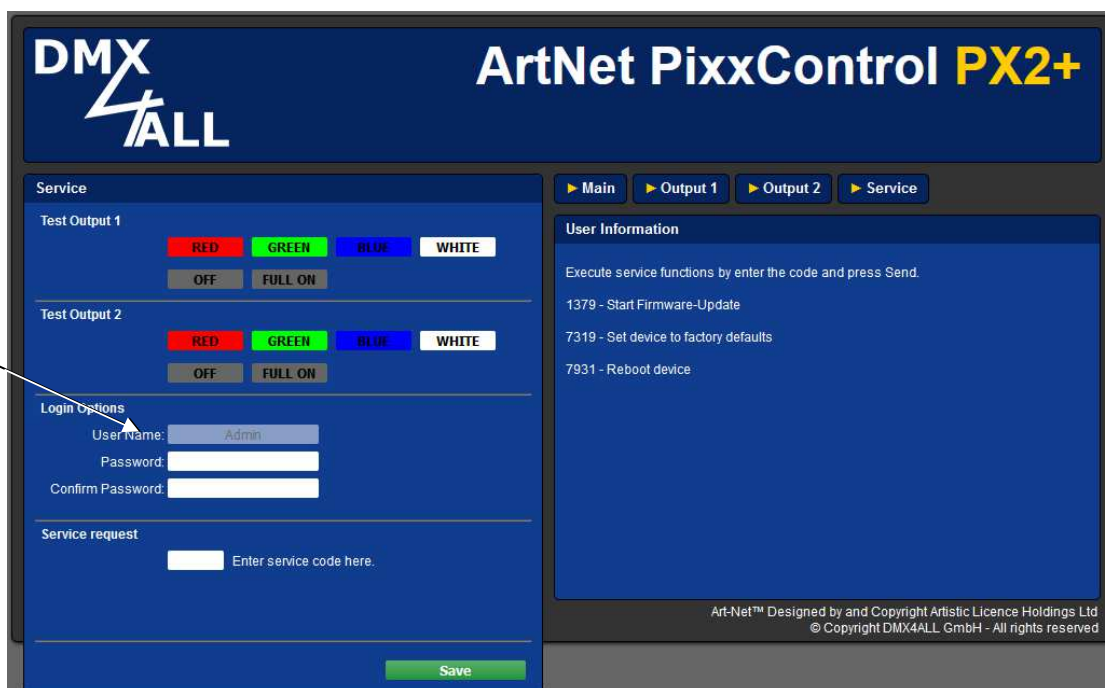 DMX
4ALL
ArtNet PixxControl PX2+
Service
Test Output 1
RED GREEN BLUE WHITE
OFF FULL ON
Test Output 2
RED GREEN BLUE WHITE
OFF FULL ON
Login Options
User Name: Admin
Password:
Confirm Password:
Service request
Enter service code here.
Save
► Main ► Output 1 ► Output 2 ► Service
User Information
Execute service functions by enter the code and press Send.
1379 - Start Firmware-Update
7319 - Set device to factory defaults
7931 - Reboot device
Art-Net™ Designed by and Copyright Artistic Licence Holdings Ltd
© Copyright DMX4ALL GmbH - All rights reserved